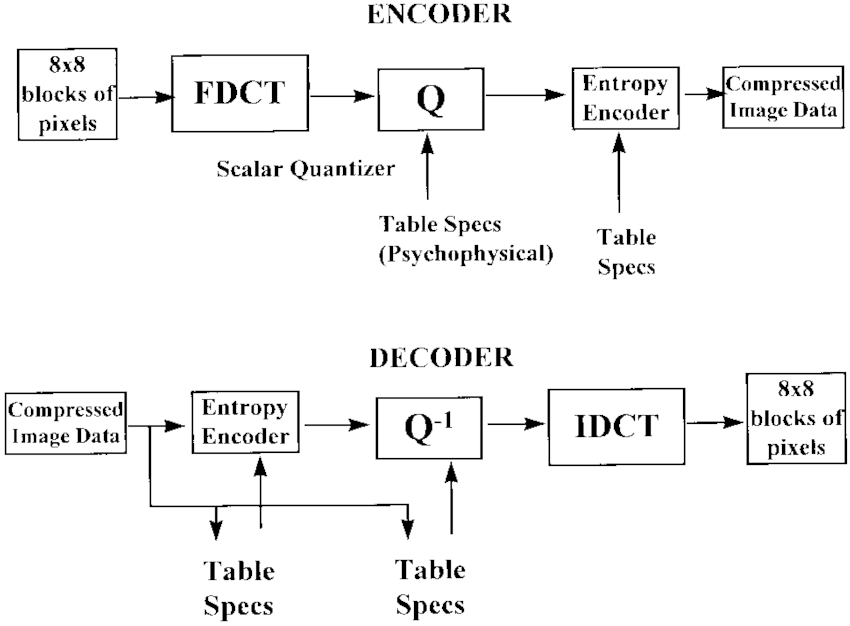 ENCODER
8x8
blocks of
pixels
FDCT
Q
Entropy
Encoder
Compressed
Image Data
Scalar Quantizer
Table Specs
(Psychophysical)
Table
Specs
DECODER
Compressed
Image Data
Entropy
Encoder
Q-1
IDCT
8x8
blocks of
pixels
Table
Specs
Table
Specs